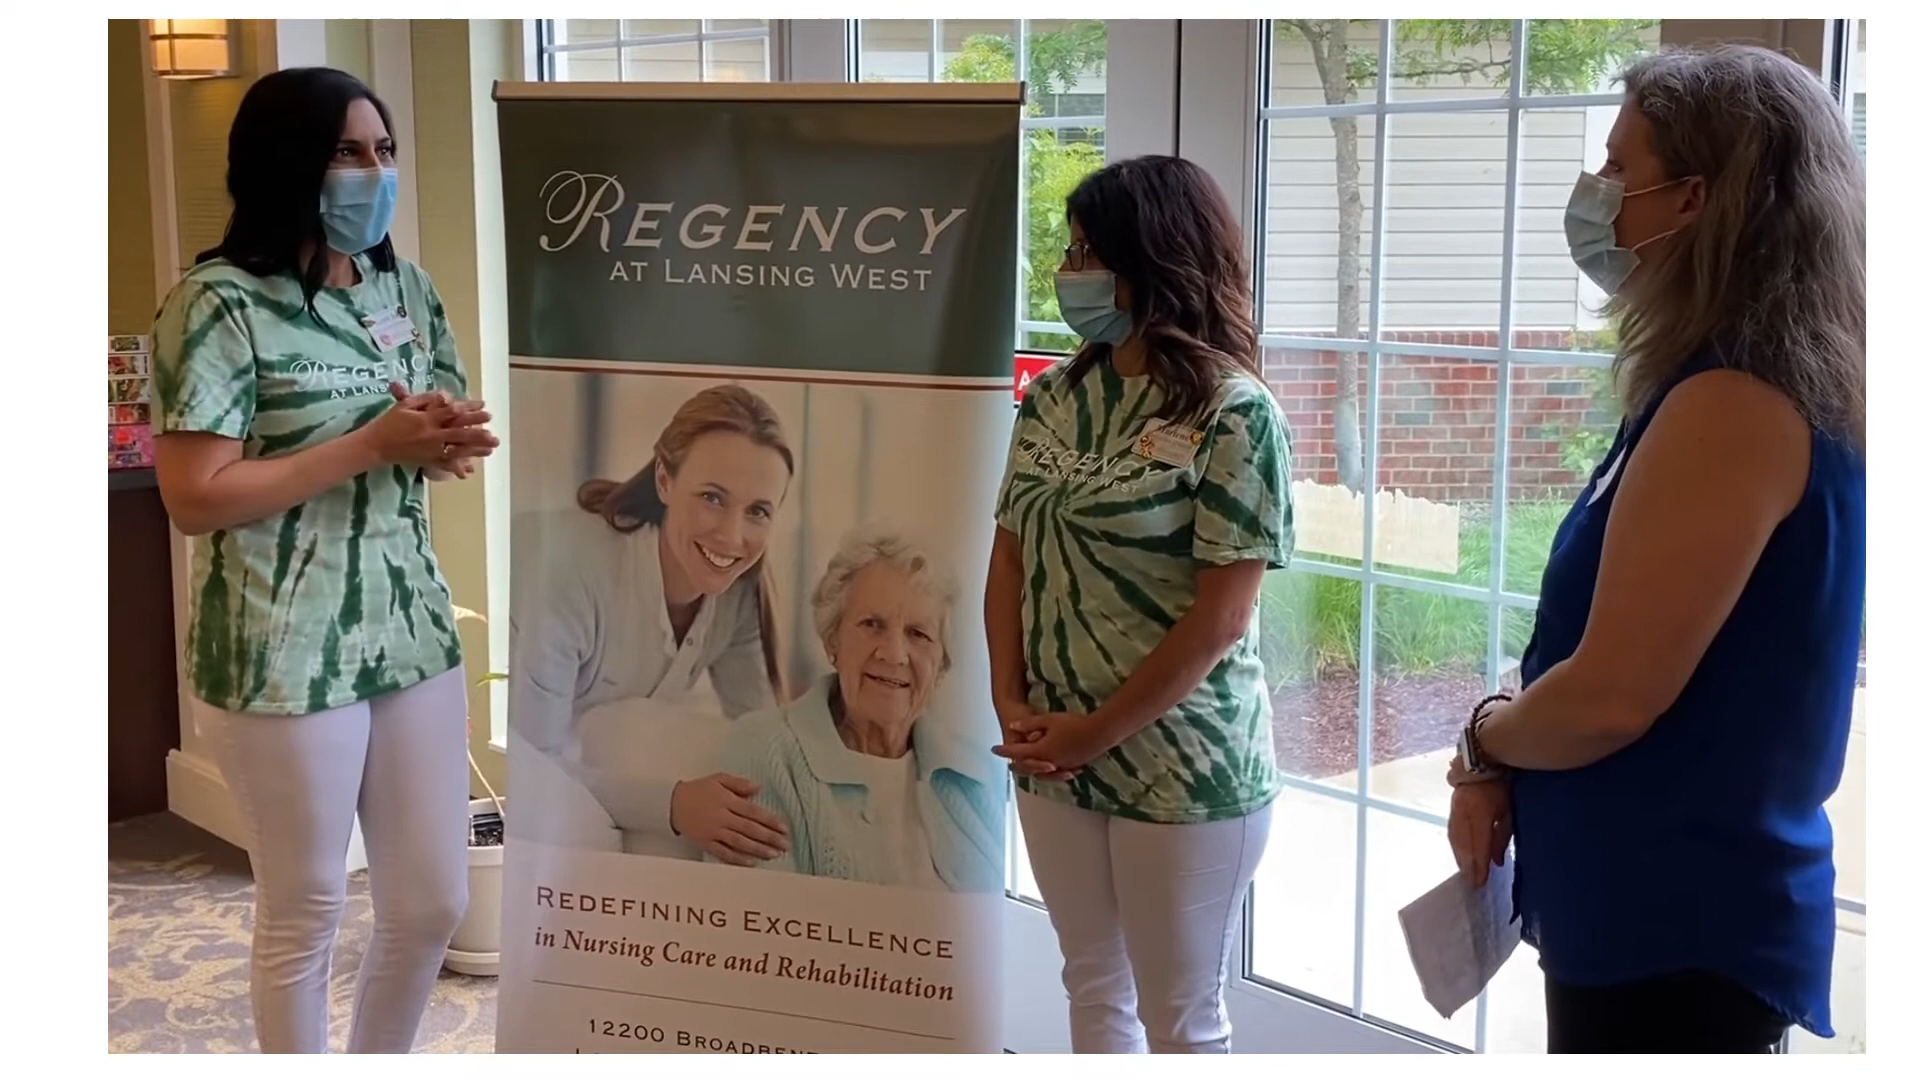 REGENCY
AT LANSING WEST
REGENCY
AT LANSING WEST
REGENCY
AT LANSING WEST
REDEFINING EXCELLENCE
in Nursing Care and Rehabilitation
12200